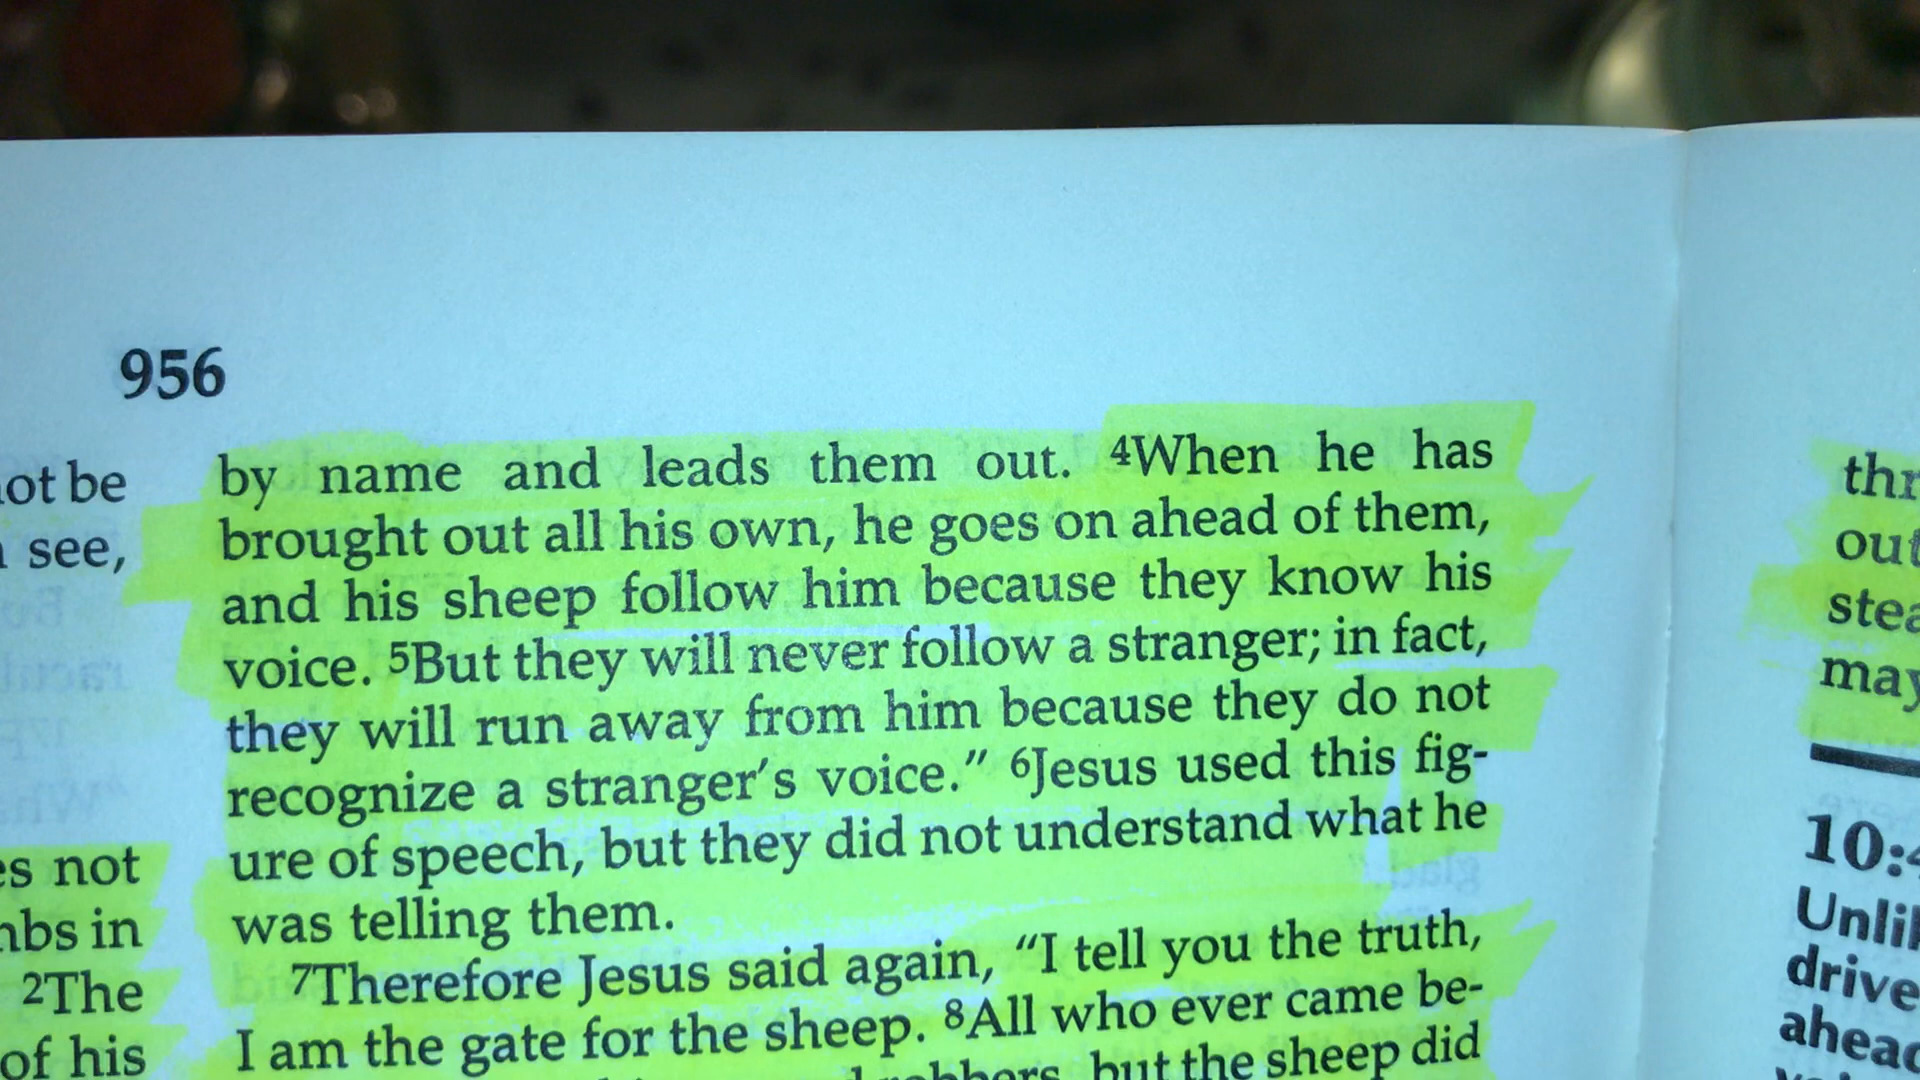 956
not be
see,
es not
in
2The
of his
by name and leads them out. 4When he has
brought out all his own, he goes on ahead of them,
and his sheep follow him because they know his
voice. 5But they will never follow a stranger; in fact,
they will run away from him because they do not
recognize a stranger's voice.” 6Jesus used this fig-
ure of speech, but they did not understand what he
was telling them.
7Therefore Jesus said again, “I tell you the truth,
I am the gate for the sheep. 8All who ever came be-
robbers, but the sheep did
thr
out
stea
may
10:4
Unli
drive
ahead